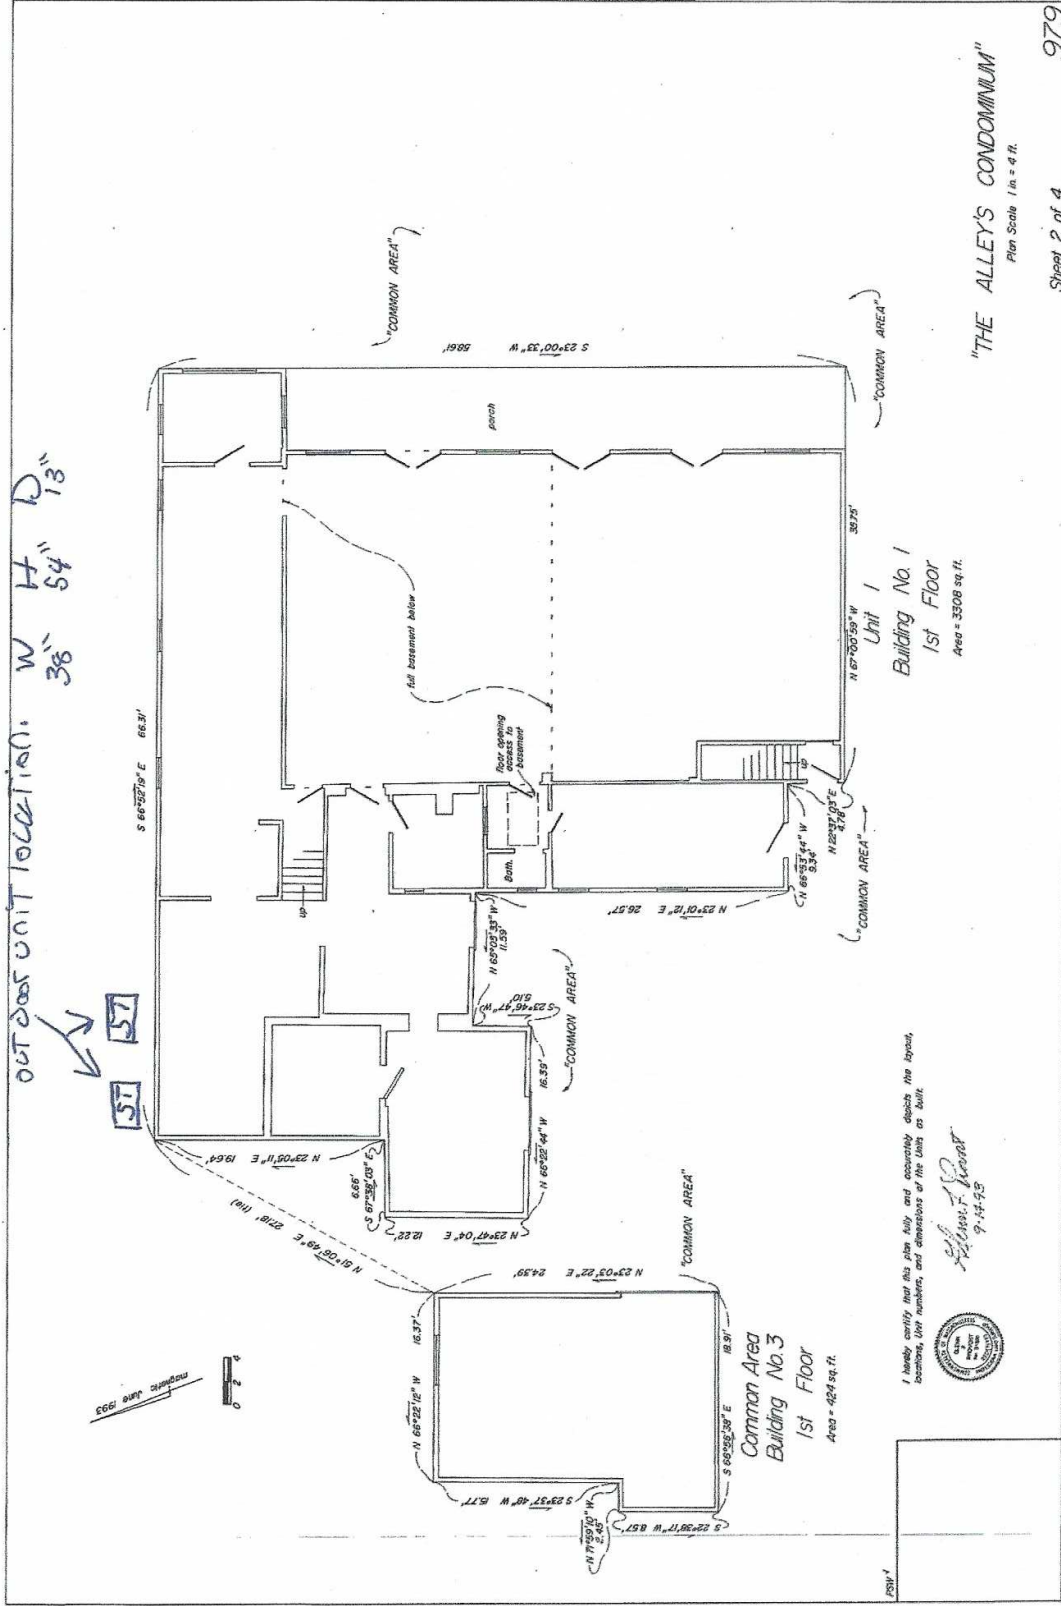 OUTDOOR UNIT LOCATION. W H D
38" 54" 13"
ST
ST
S 66°52'19" E 66.31'
"COMMON AREA"
S 23°00'33" W 58.61'
porch
full basement below
floor opening
access to
basement
Bath.
up
up
N 67°00'59" W 35.75'
"COMMON AREA"
N 22°37'03" E
4.78'
N 66°53'44" W
9.34'
"COMMON AREA"
N 23°01'12" E 26.57'
N 65°05'33" W
11.59'
S 23°46'47" W
5.10'
"COMMON AREA"
16.39'
N 66°22'44" W
N 23°05'11" E 19.64'
6.66'
S 67°38'03" E
N 23°47'04" E 12.22'
N 51°06'49" E 27.18' (tie)
"COMMON AREA"
N 23°03'22" E 24.39'
16.37'
N 66°22'12" W
S 23°37'48" W 15.77'
N 71°59'10" W
2.45'
S 22°38'17" W 8.57'
S 66°56'38" E 18.91'
magnetic June 1993
0 2 4
Unit 1
Building No. 1
1st Floor
Area = 3308 sq.ft.
Common Area
Building No.3
1st Floor
Area = 424 sq.ft.
I hereby certify that this plan fully and accurately depicts the layout,
locations, Unit numbers, and dimensions of the Units as built.
9-14-93
"THE ALLEY'S CONDOMINIUM"
Plan Scale 1 in. = 4 ft.
Sheet 2 of 4
979